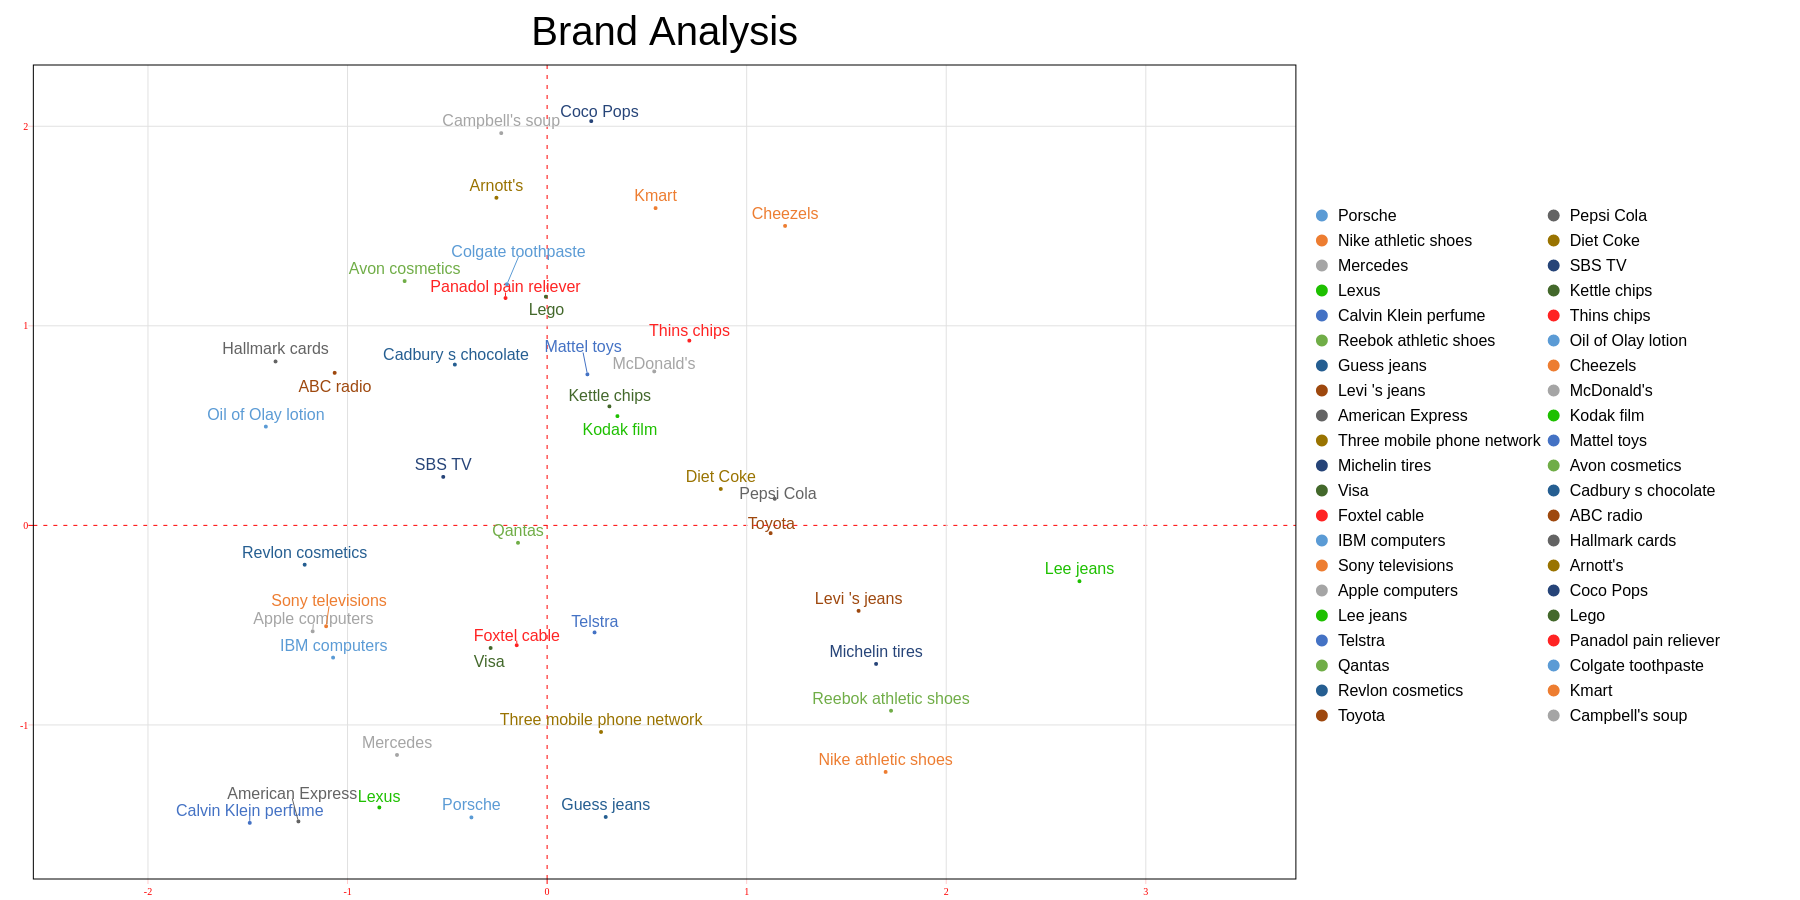 Brand Analysis
Coco Pops
Campbell's soup
2
Arnott's
Kmart
Cheezels
Colgate toothpaste
Avon cosmetics
Panadol pain reliever
Lego
1
Thins chips
Mattel toys
Hallmark cards
Cadbury s chocolate
McDonald's
ABC radio
Kettle chips
Oil of Olay lotion
Kodak film
SBS TV
Diet Coke
Pepsi Cola
0
Toyota
Qantas
Revlon cosmetics
Lee jeans
Sony televisions
Levi 's jeans
Apple computers
Telstra
Foxtel cable
IBM computers
Michelin tires
Visa
Reebok athletic shoes
Three mobile phone network
-1
Mercedes
Nike athletic shoes
American Express
Lexus
Calvin Klein perfume
Porsche
Guess jeans
-2
-1
0
1
2
3
Porsche
Nike athletic shoes
Mercedes
Lexus
Calvin Klein perfume
Reebok athletic shoes
Guess jeans
Levi 's jeans
American Express
Three mobile phone network
Michelin tires
Visa
Foxtel cable
IBM computers
Sony televisions
Apple computers
Lee jeans
Telstra
Qantas
Revlon cosmetics
Toyota
Pepsi Cola
Diet Coke
SBS TV
Kettle chips
Thins chips
Oil of Olay lotion
Cheezels
McDonald's
Kodak film
Mattel toys
Avon cosmetics
Cadbury s chocolate
ABC radio
Hallmark cards
Arnott's
Coco Pops
Lego
Panadol pain reliever
Colgate toothpaste
Kmart
Campbell's soup